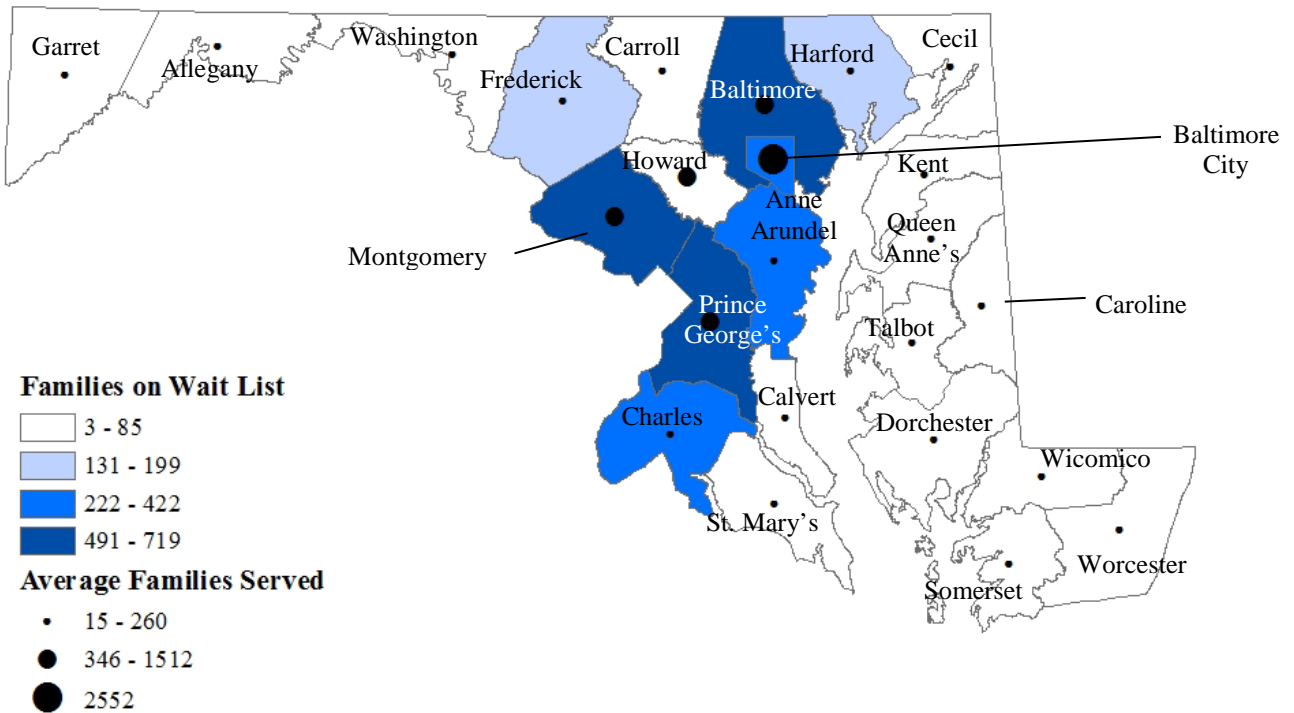 Garret
Allegany
Washington
Frederick
Carroll
Baltimore
Harford
Cecil
Baltimore
City
Howard
Kent
Anne
Arundel
Queen
Anne's
Montgomery
Prince
George's
Caroline
Talbot
Calvert
Charles
Dorchester
Wicomico
St. Mary's
Somerset
Worcester
Families on Wait List
3 - 85
131 - 199
222 - 422
491 - 719
Average Families Served
15 - 260
346 - 1512
2552